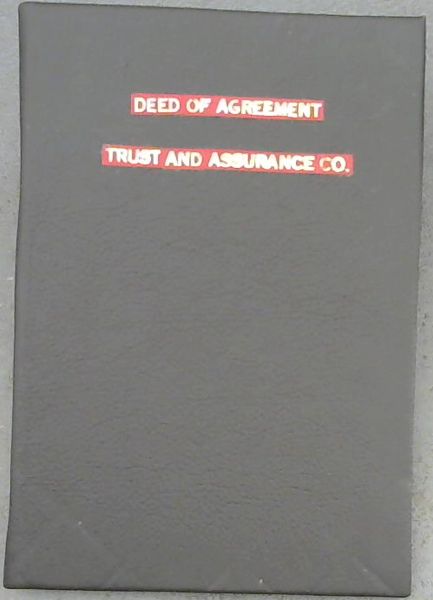 DEED OF AGREEMENT
TRUST AND ASSURANCE CO.